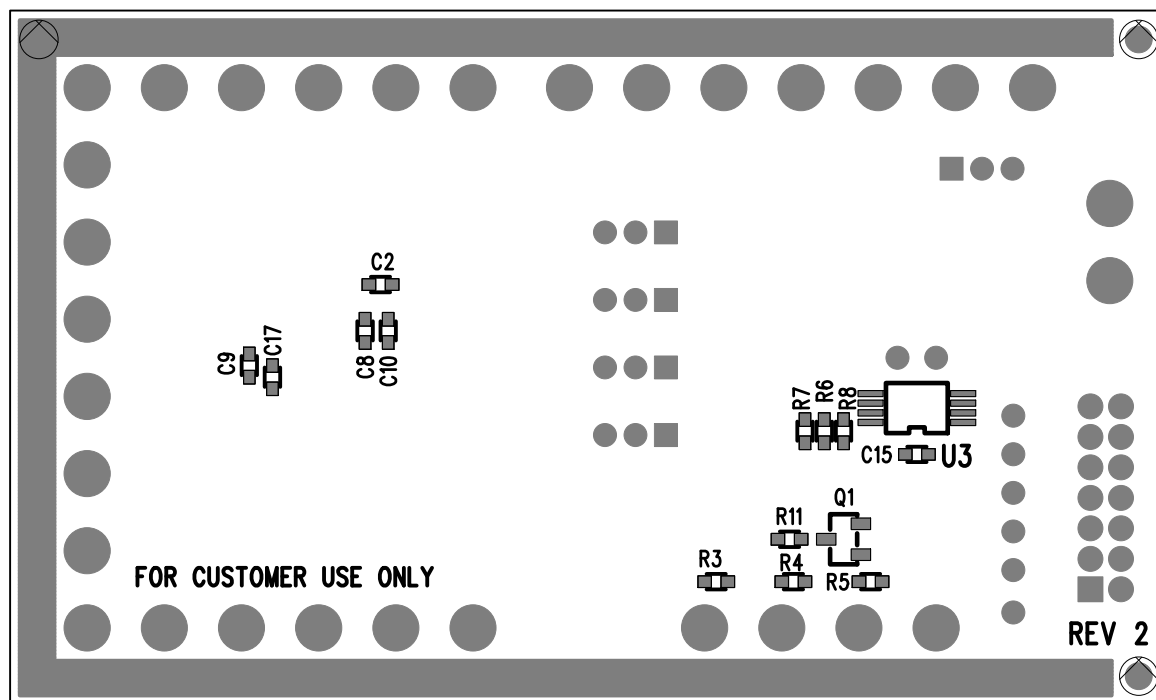 C2
C17
C9
C8
C10
R7
R6
R8
C15
U3
Q1
R11
R3
R4
R5
FOR CUSTOMER USE ONLY
REV 2